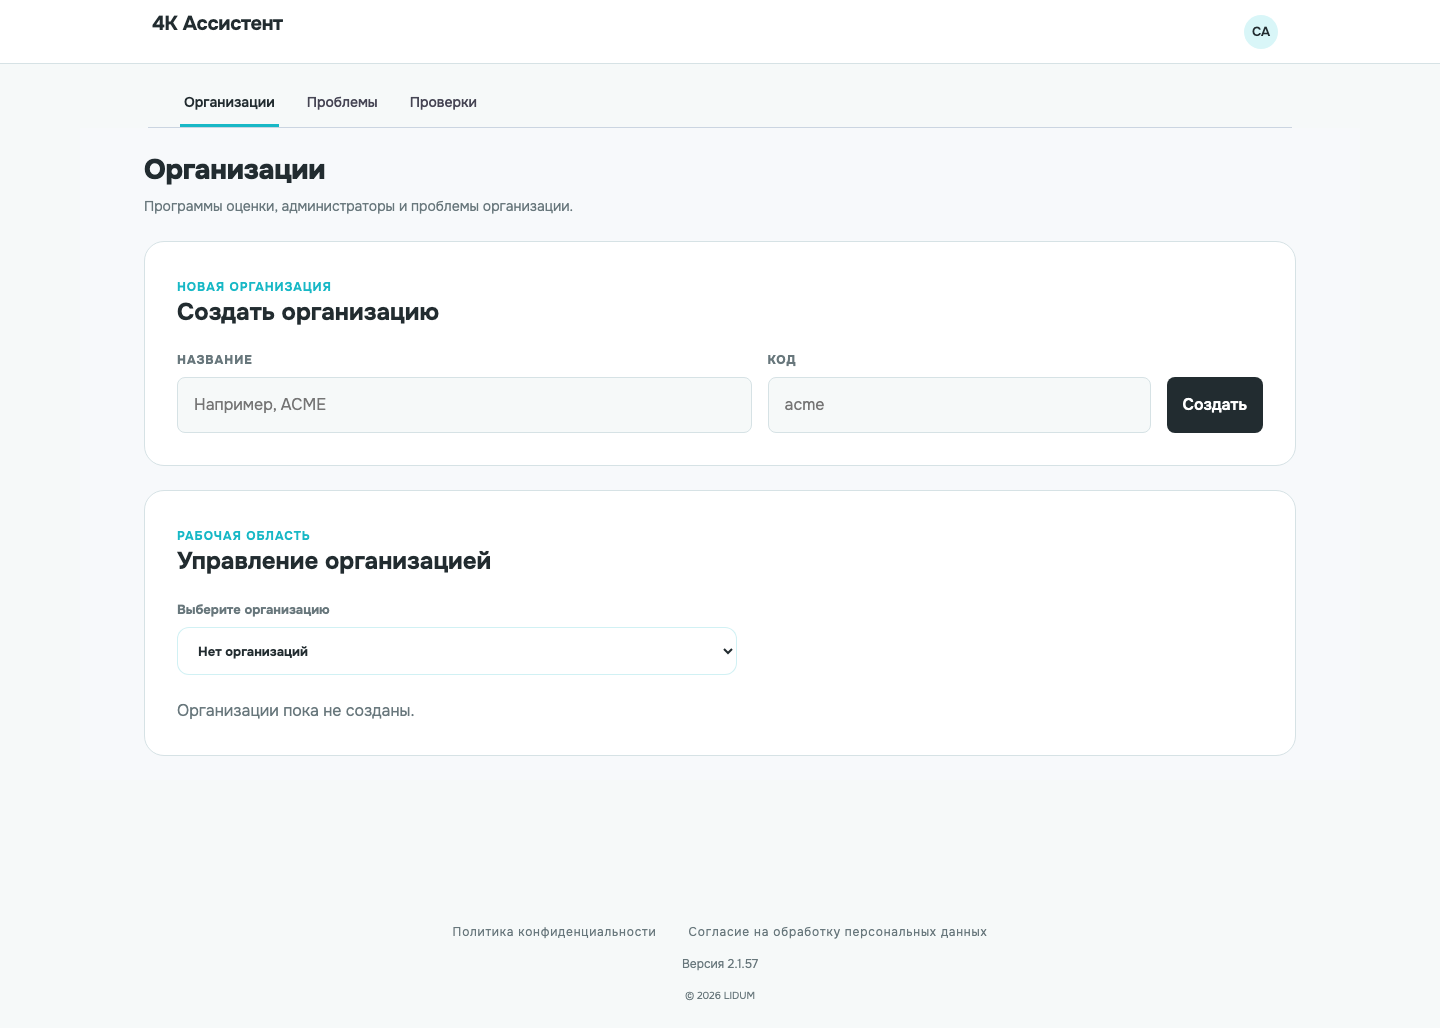 4K Ассистент
CA
Организации
Проблемы
Проверки
Организации
Программы оценки, администраторы и проблемы организации.
НОВАЯ ОРГАНИЗАЦИЯ
Создать организацию
НАЗВАНИЕ
КОД
Например, ACME
acme
Создать
РАБОЧАЯ ОБЛАСТЬ
Управление организацией
Выберите организацию
Нет организаций
Организации пока не созданы.
Политика конфиденциальности
Согласие на обработку персональных данных
Версия 2.1.57
© 2026 LIDUM